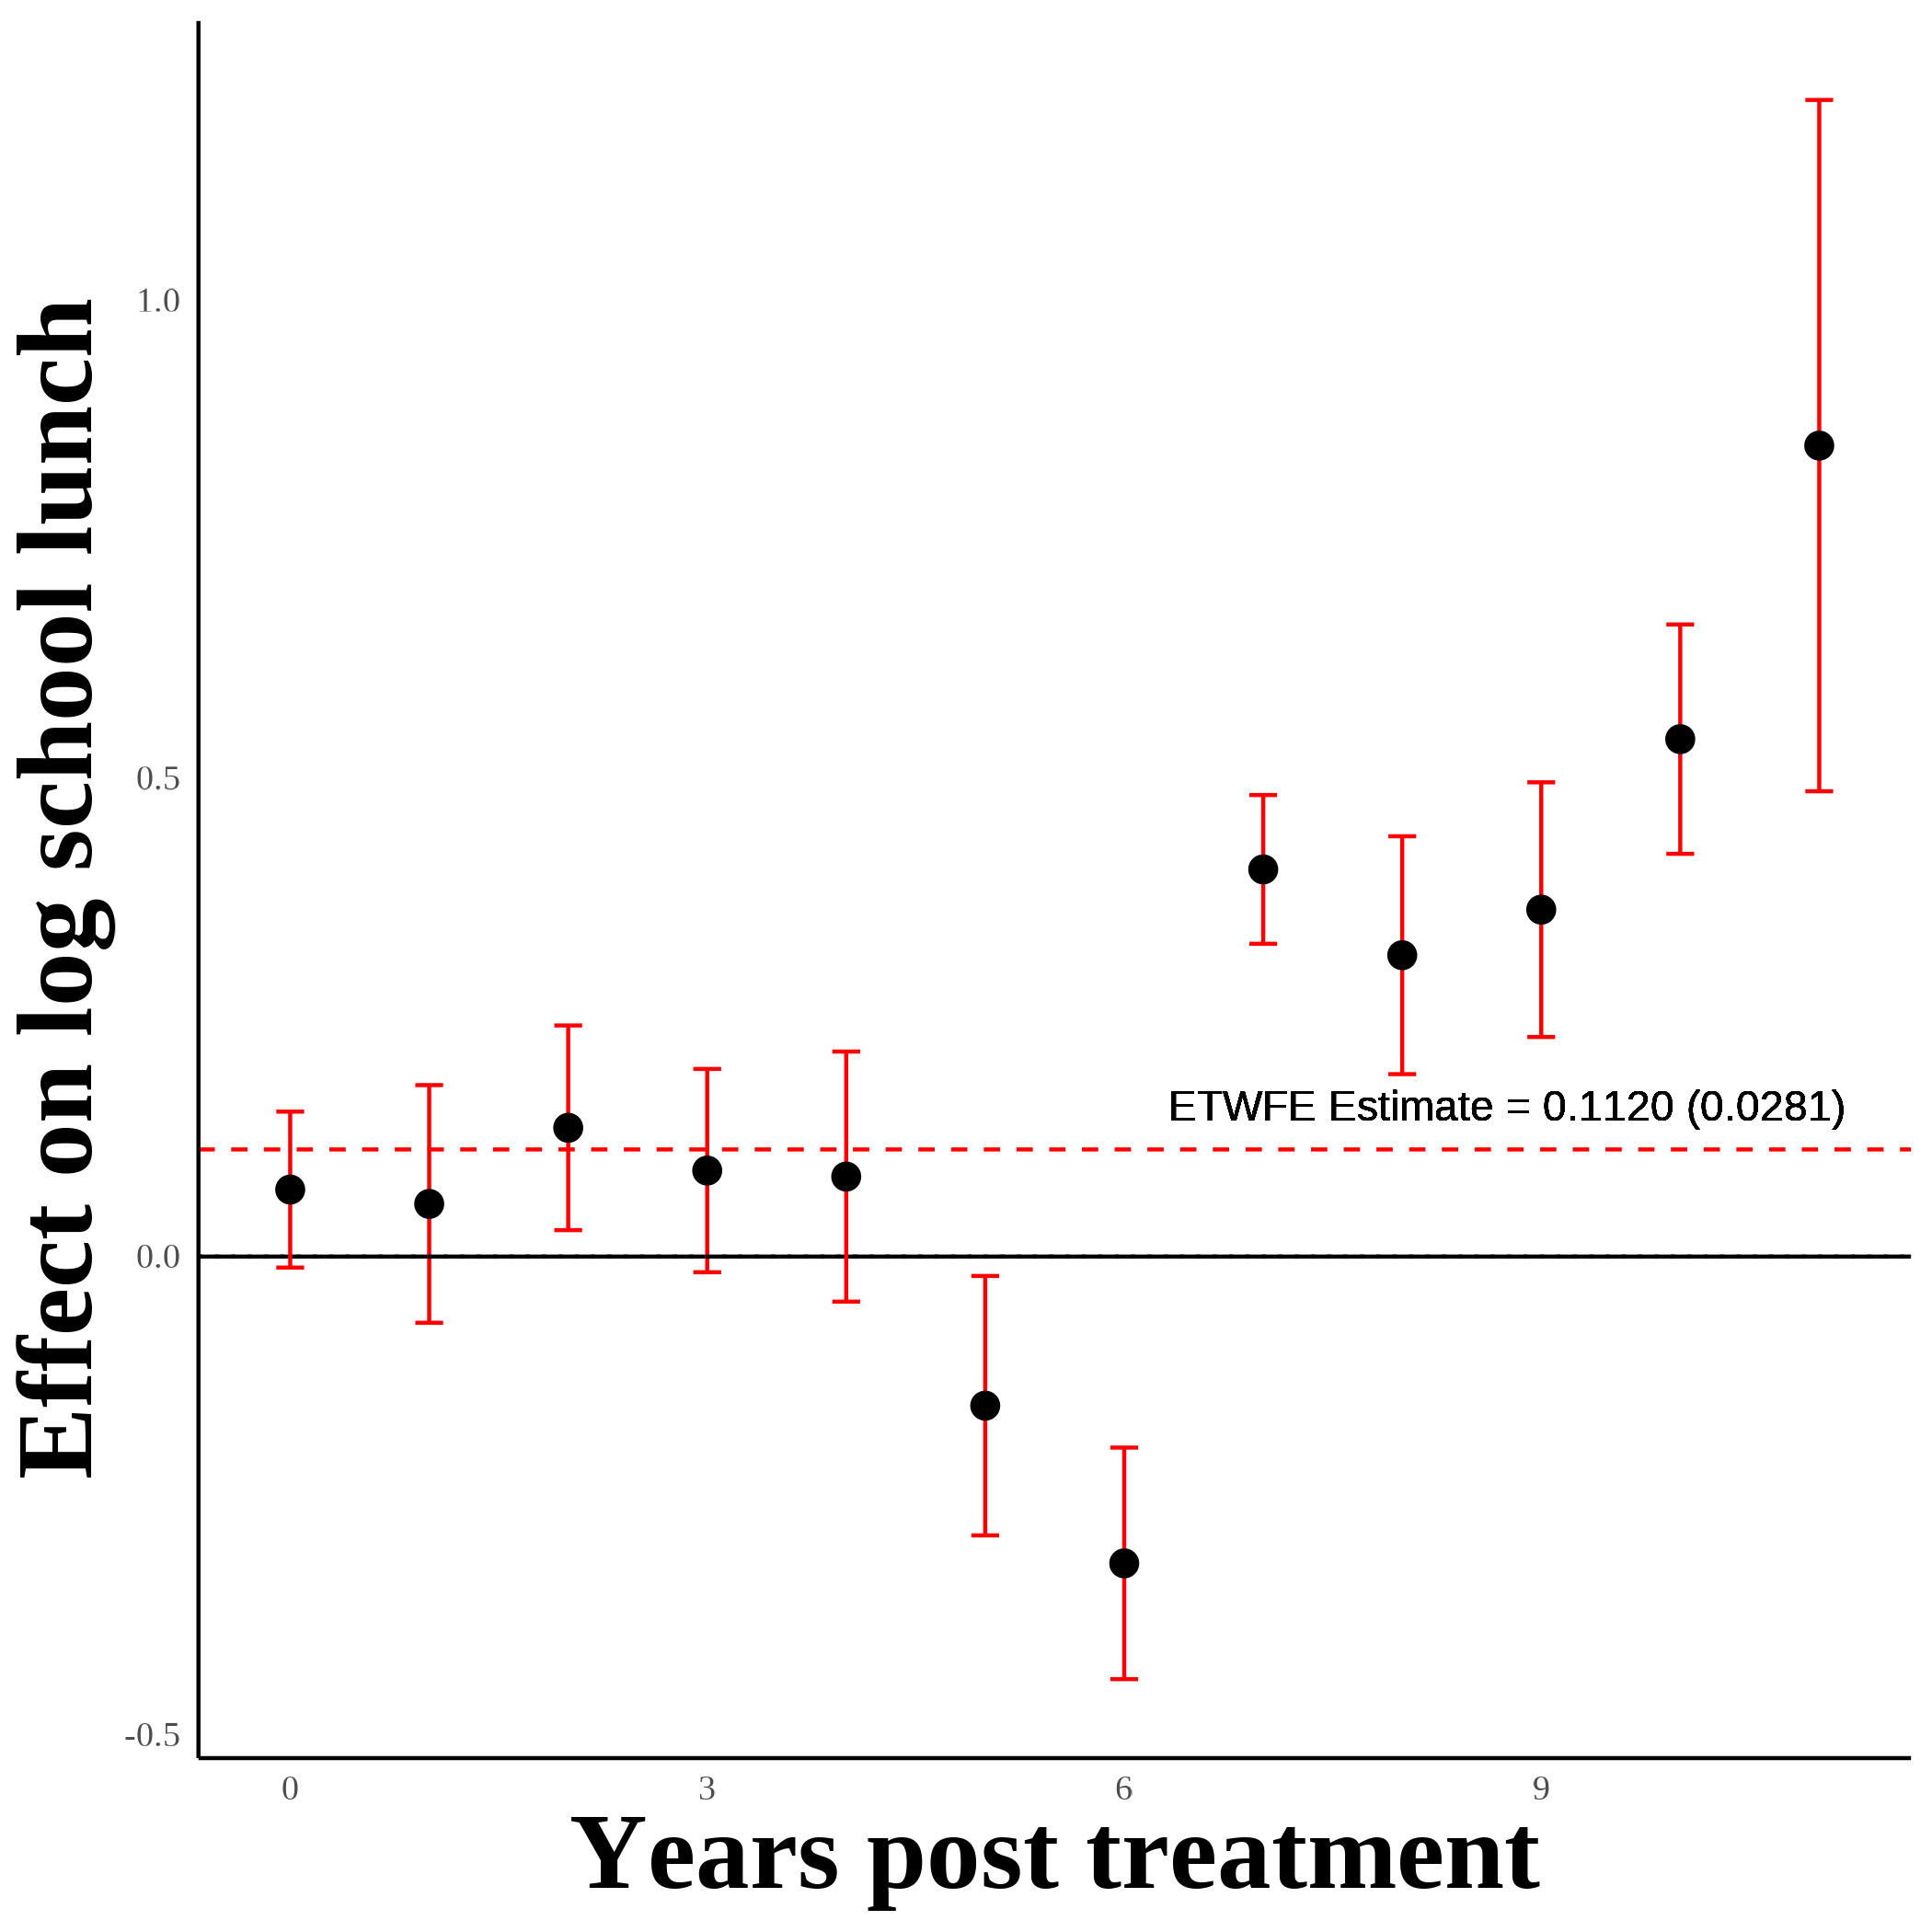 Effect on log school lunch
1.0
0.5
0.0
-0.5
ETWFE Estimate = 0.1120 (0.0281)
0 3 6 9
Years post treatment